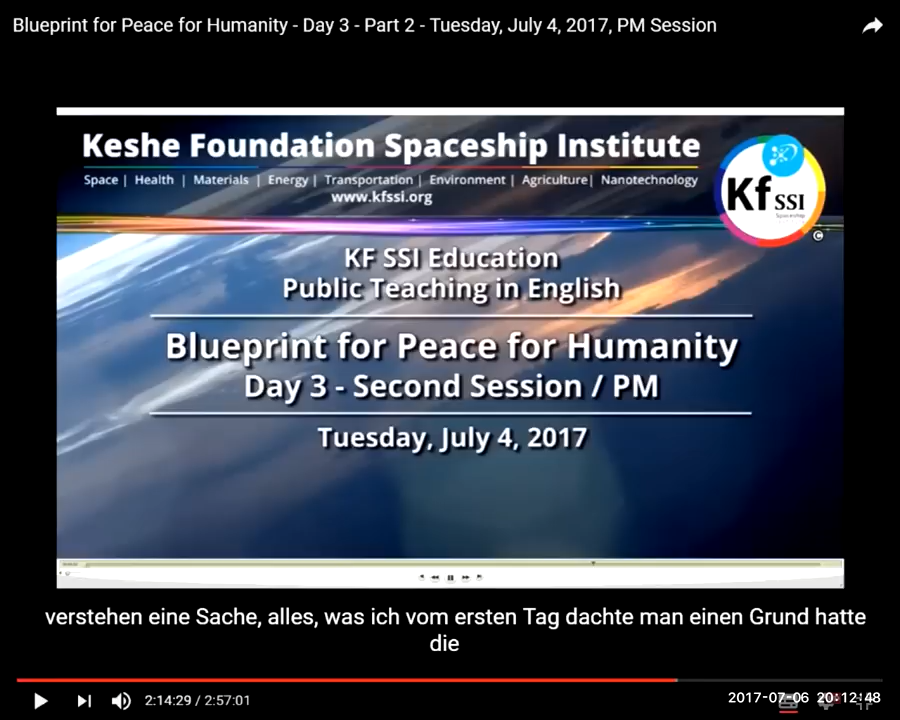 Blueprint for Peace for Humanity - Day 3 - Part 2 - Tuesday, July 4, 2017, PM Session
Keshe Foundation Spaceship Institute
Space | Health | Materials | Energy | Transportation | Environment | Agriculture | Nanotechnology
www.kfssi.org
Kf SSI
©
KF SSI Education
Public Teaching in English
Blueprint for Peace for Humanity
Day 3 - Second Session / PM
Tuesday, July 4, 2017
verstehen eine Sache, alles, was ich vom ersten Tag dachte man einen Grund hatte
die
2:14:29 / 2:57:01
2017-07-06 20:12:48